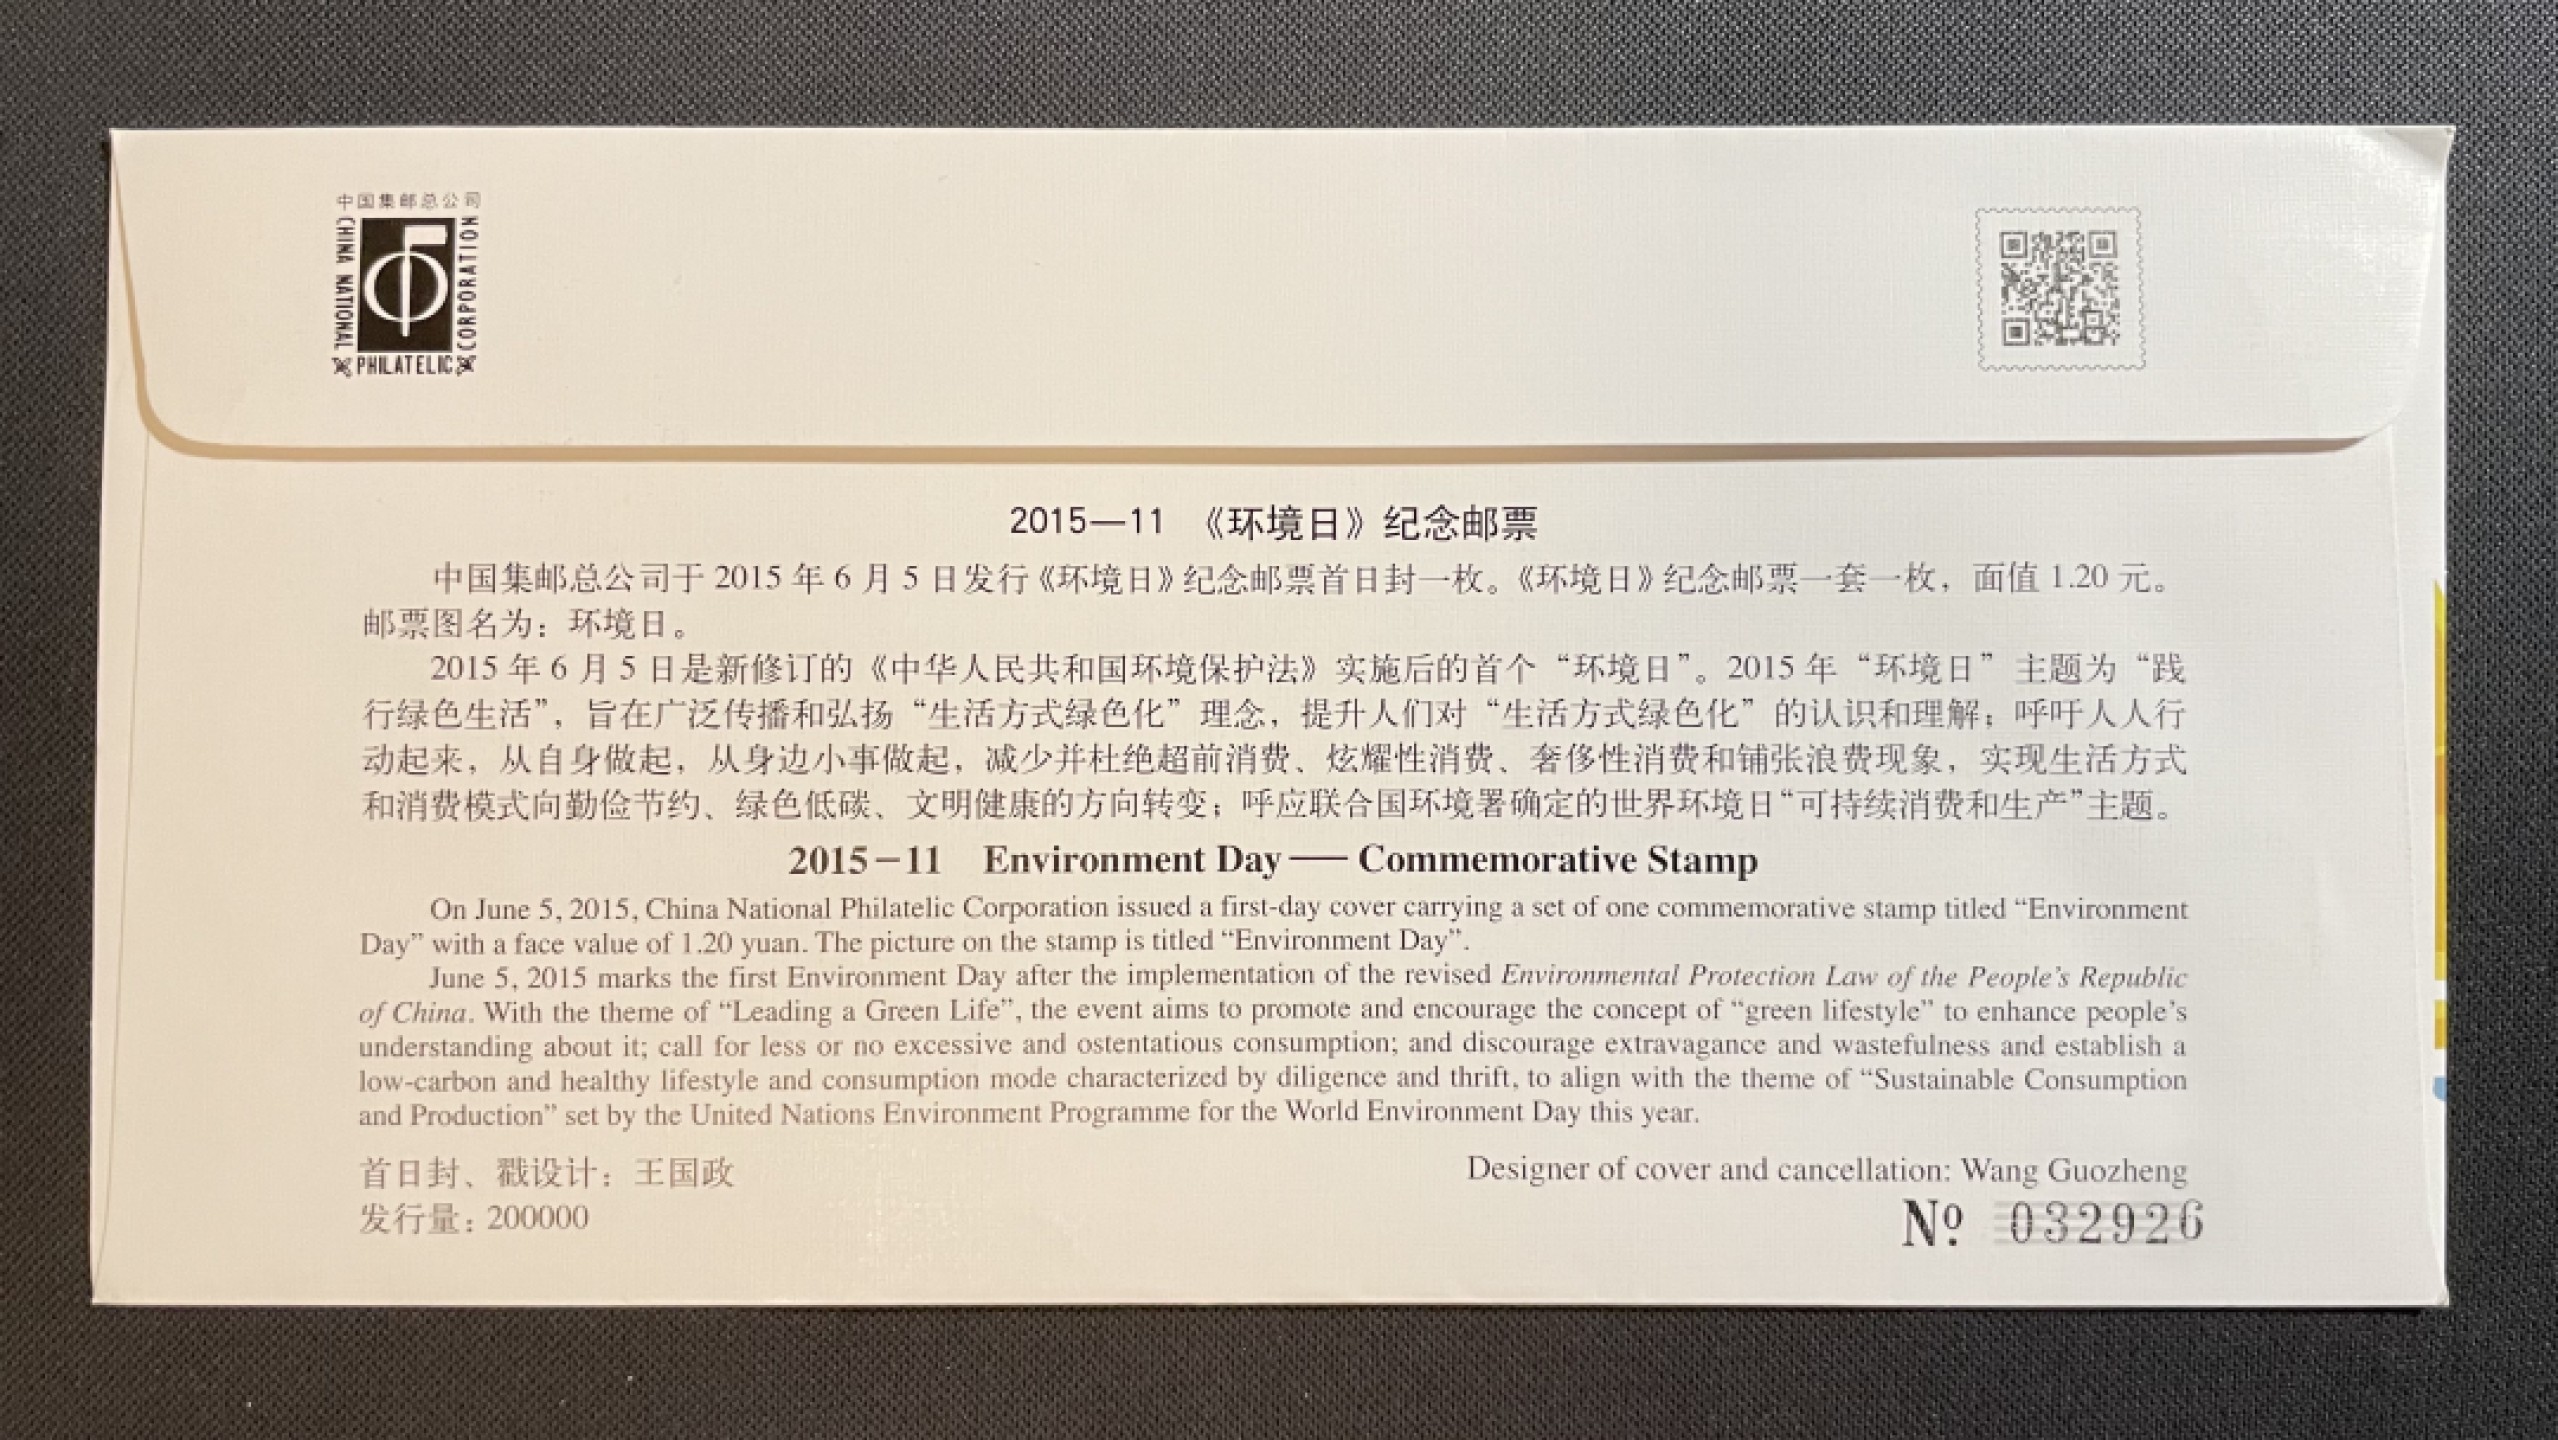 中国集邮总公司
CHINA NATIONAL
PHILATELIC
CORPORATION
2015—11 《环境日》纪念邮票
中国集邮总公司于 2015 年 6 月 5 日发行《环境日》纪念邮票首日封一枚。《环境日》纪念邮票一套一枚，面值 1.20 元。
邮票图名为：环境日。
2015 年 6 月 5 日是新修订的《中华人民共和国环境保护法》实施后的首个“环境日”。2015 年“环境日”主题为“践
行绿色生活”，旨在广泛传播和弘扬“生活方式绿色化”理念，提升人们对“生活方式绿色化”的认识和理解；呼吁人人行
动起来，从自身做起，从身边小事做起，减少并杜绝超前消费、炫耀性消费、奢侈性消费和铺张浪费现象，实现生活方式
和消费模式向勤俭节约、绿色低碳、文明健康的方向转变；呼应联合国环境署确定的世界环境日“可持续消费和生产”主题。
2015－11 Environment Day —— Commemorative Stamp
On June 5, 2015, China National Philatelic Corporation issued a first-day cover carrying a set of one commemorative stamp titled “Environment
Day” with a face value of 1.20 yuan. The picture on the stamp is titled “Environment Day”.
June 5, 2015 marks the first Environment Day after the implementation of the revised Environmental Protection Law of the People’s Republic
of China. With the theme of “Leading a Green Life”, the event aims to promote and encourage the concept of “green lifestyle” to enhance people’s
understanding about it; call for less or no excessive and ostentatious consumption; and discourage extravagance and wastefulness and establish a
low-carbon and healthy lifestyle and consumption mode characterized by diligence and thrift, to align with the theme of “Sustainable Consumption
and Production” set by the United Nations Environment Programme for the World Environment Day this year.
首日封、戳设计：王国政
Designer of cover and cancellation: Wang Guozheng
发行量：200000
№ 032926